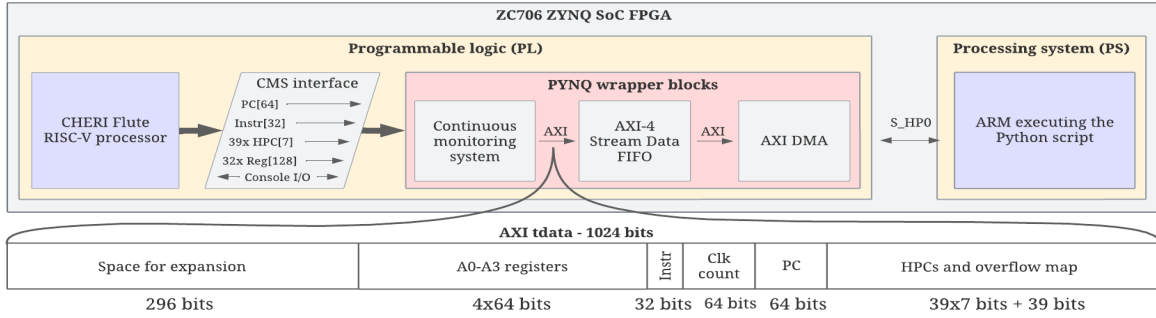 ZC706 ZYNQ SoC FPGA
Programmable logic (PL)
Processing system (PS)
CHERI Flute
RISC-V processor
CMS interface
PC[64]
Instr[32]
39x HPC[7]
32x Reg[128]
Console I/O
PYNQ wrapper blocks
Continuous
monitoring
system
AXI
AXI-4
Stream Data
FIFO
AXI
AXI DMA
S_HP0
ARM executing the
Python script
AXI tdata - 1024 bits
Space for expansion
A0-A3 registers
Instr
Clk
count
PC
HPCs and overflow map
296 bits
4x64 bits
32 bits
64 bits
64 bits
39x7 bits + 39 bits